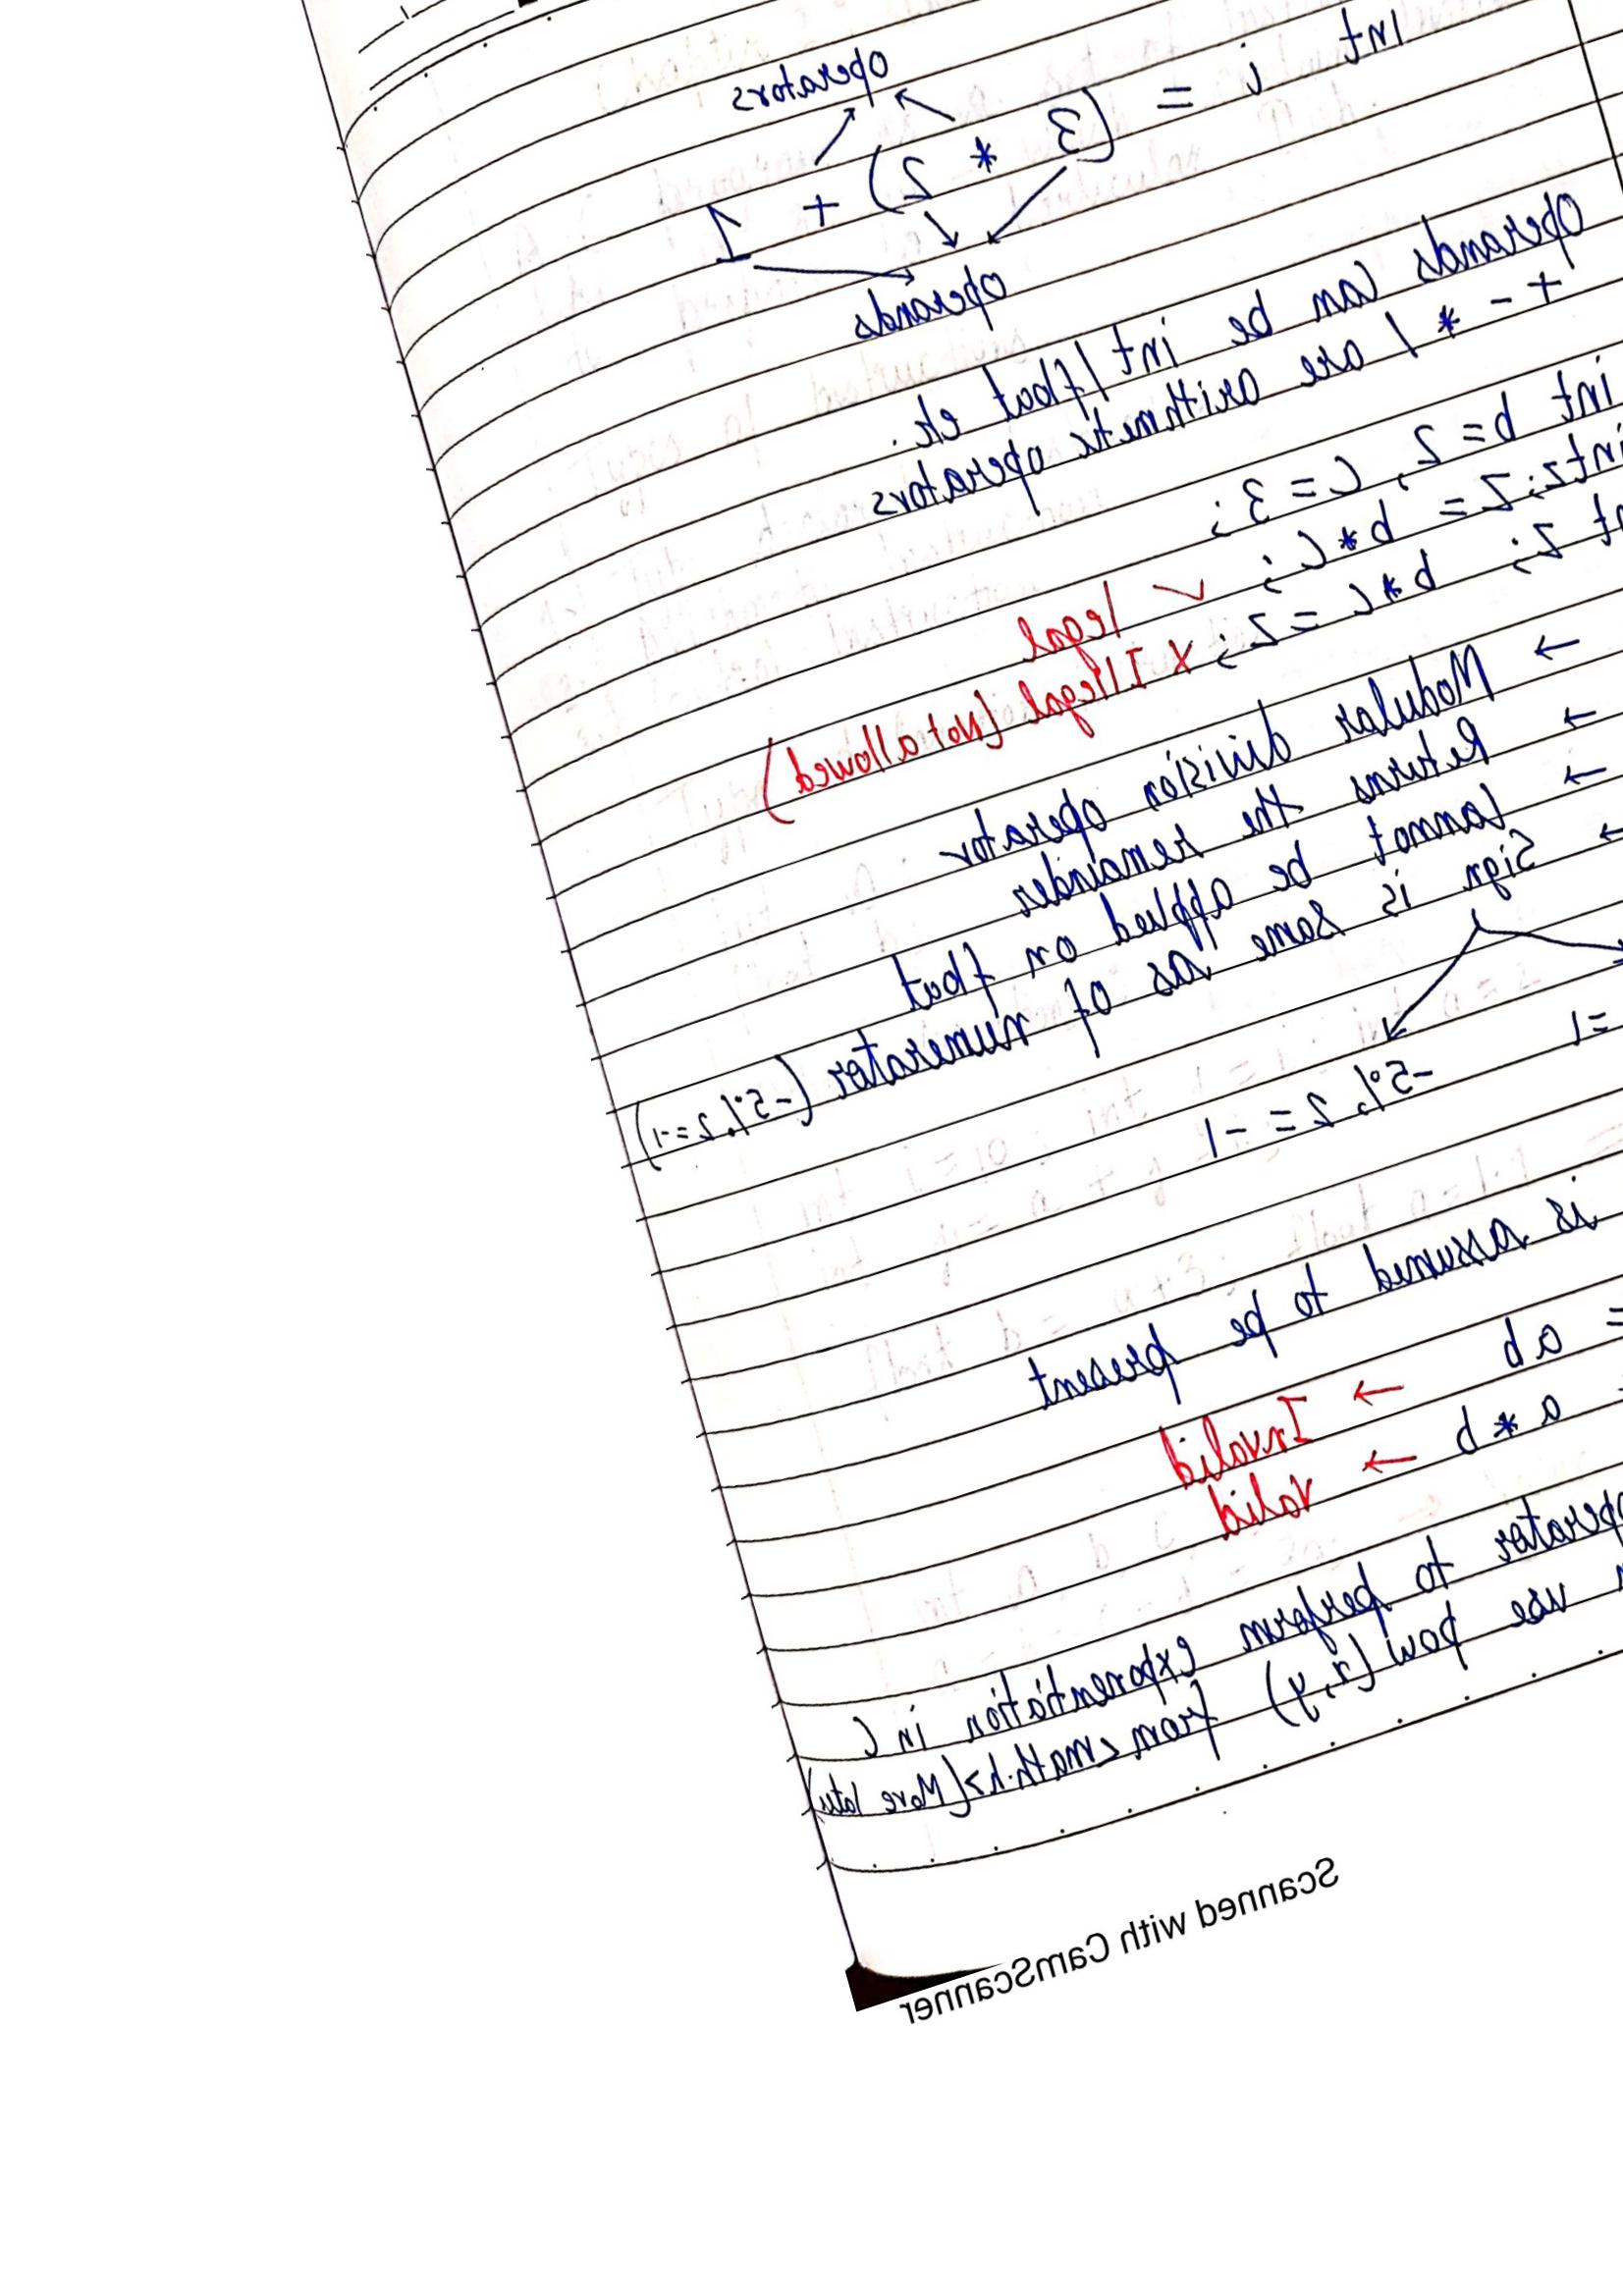 int i = (3 * 2) + 1
operators
operands
Operands can be int/float etc.
+ - * / are arithmetic operators
int b=2, c=3;
int z; z = b*c; ✓ legal
z; b*c = z; X Illegal (Not allowed)
→ Modular division operator
→ Returns the remainder
→ Cannot be applied on float
→ Sign is same as of numerator (-5%2=-1)
=1
-5% 2 = -1
is assumed to be present
= ab → Invalid
a * b → Valid
operator to perform exponentiation in C
use pow(x,y) from <math.h>(More later)
Scanned with CamScanner